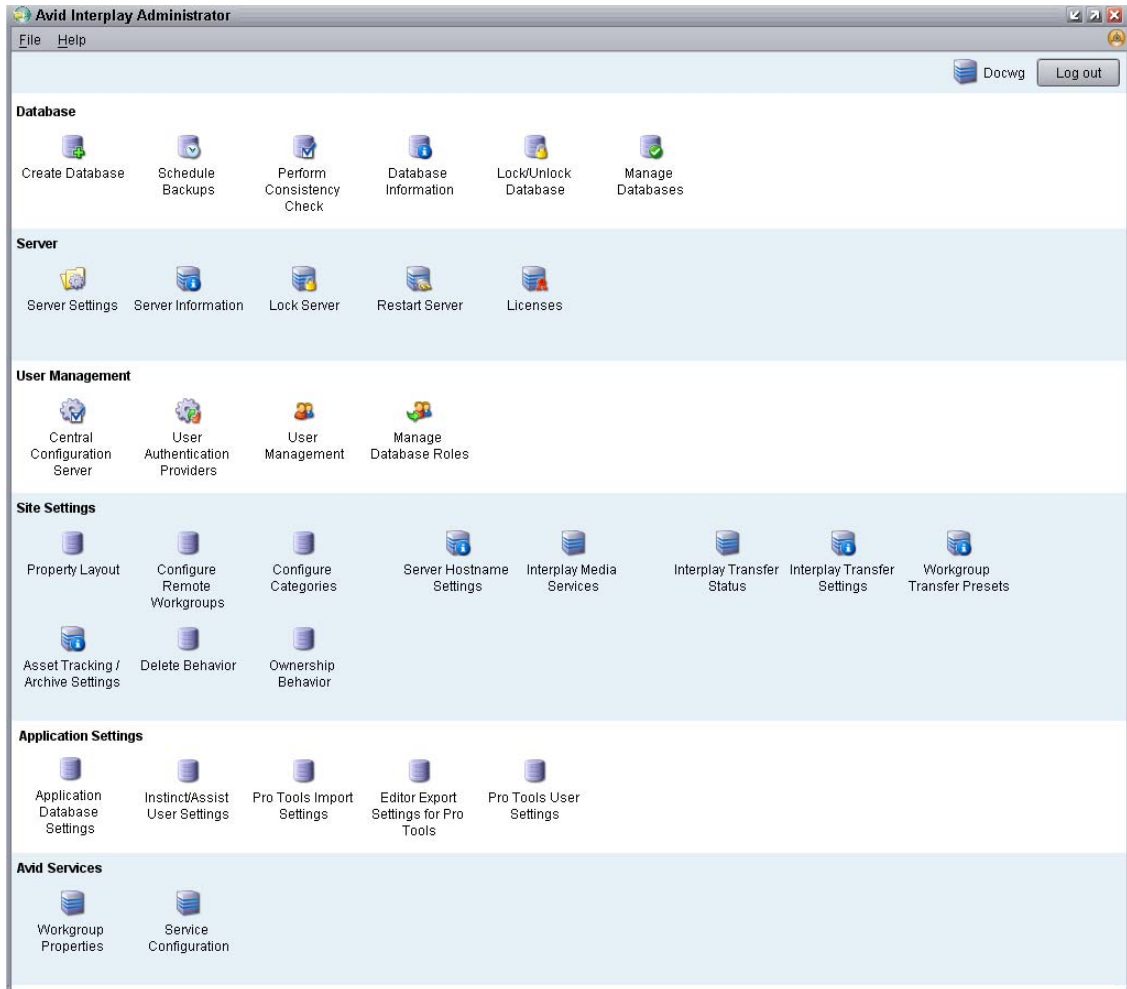 Avid Interplay Administrator
File Help
Docwg
Log out
Database
Create Database
Schedule
Backups
Perform
Consistency
Check
Database
Information
Lock/Unlock
Database
Manage
Databases
Server
Server Settings
Server Information
Lock Server
Restart Server
Licenses
User Management
Central
Configuration
Server
User
Authentication
Providers
User
Management
Manage
Database Roles
Site Settings
Property Layout
Configure
Remote
Workgroups
Configure
Categories
Server Hostname
Settings
Interplay Media
Services
Interplay Transfer
Status
Interplay Transfer
Settings
Workgroup
Transfer Presets
Asset Tracking /
Archive Settings
Delete Behavior
Ownership
Behavior
Application Settings
Application
Database
Settings
Instinct/Assist
User Settings
Pro Tools Import
Settings
Editor Export
Settings for Pro
Tools
Pro Tools User
Settings
Avid Services
Workgroup
Properties
Service
Configuration